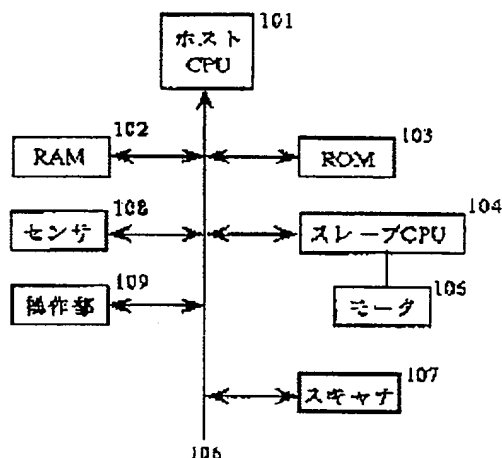 ホスト
CPU
101
102
RAM
103
ROM
108
センサ
104
スレーブCPU
109
操作部
105
モータ
107
スキャナ
106